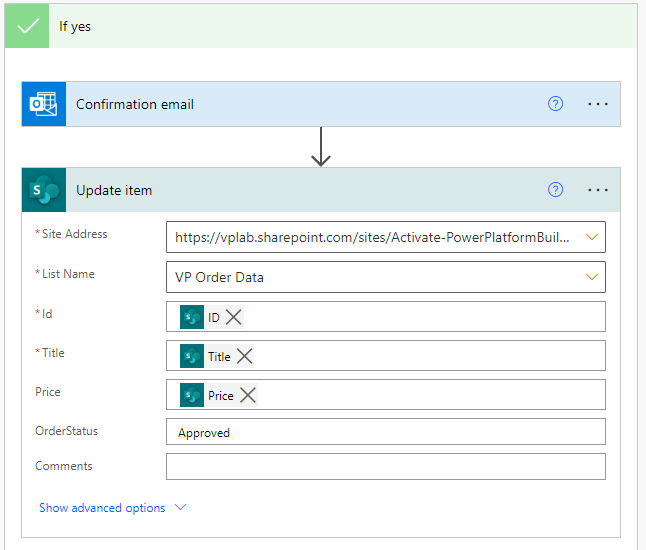 If yes
Confirmation email
Update item
* Site Address
https://vplab.sharepoint.com/sites/Activate-PowerPlatformBuil...
* List Name
VP Order Data
* Id
ID
* Title
Title
Price
Price
OrderStatus
Approved
Comments
Show advanced options